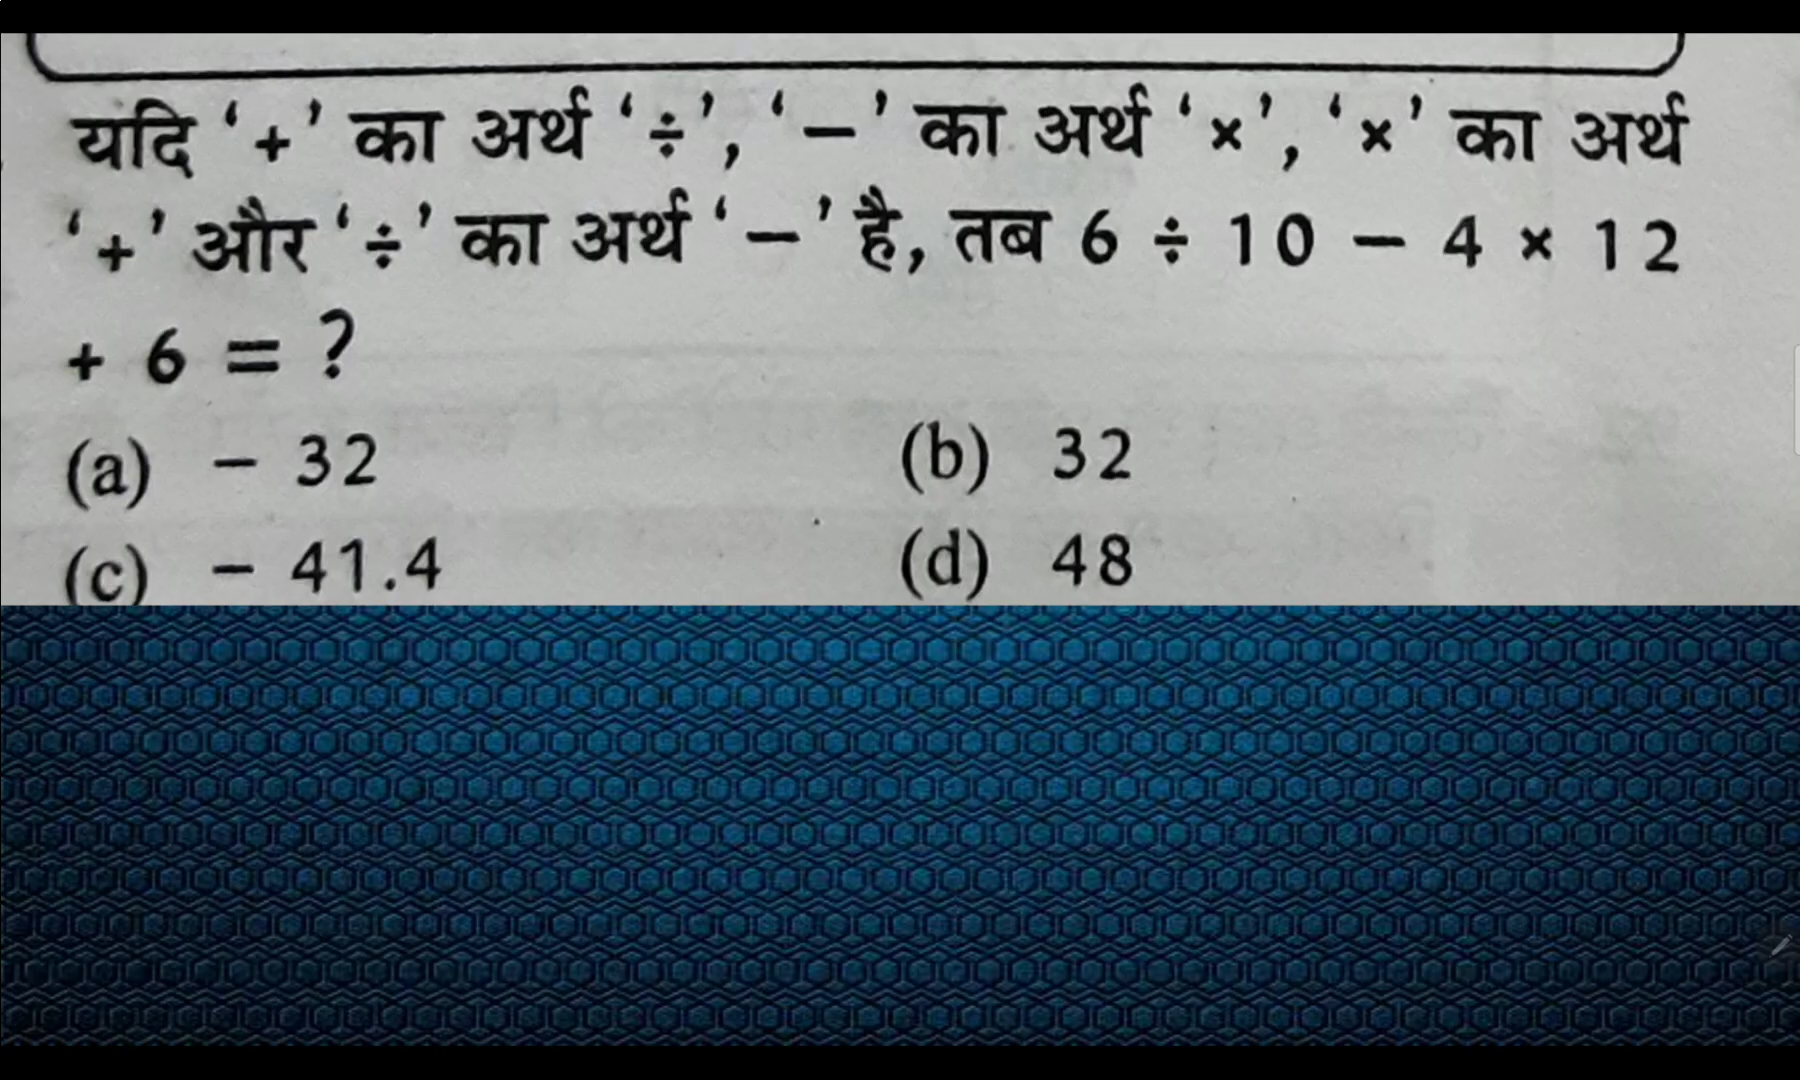 यदि ‘+’ का अर्थ ‘÷’, ‘−’ का अर्थ ‘×’, ‘×’ का अर्थ
‘+’ और ‘÷’ का अर्थ ‘−’ है, तब 6 ÷ 10 − 4 × 12
+ 6 = ?
(a) − 32 (b) 32
(c) − 41.4 (d) 48